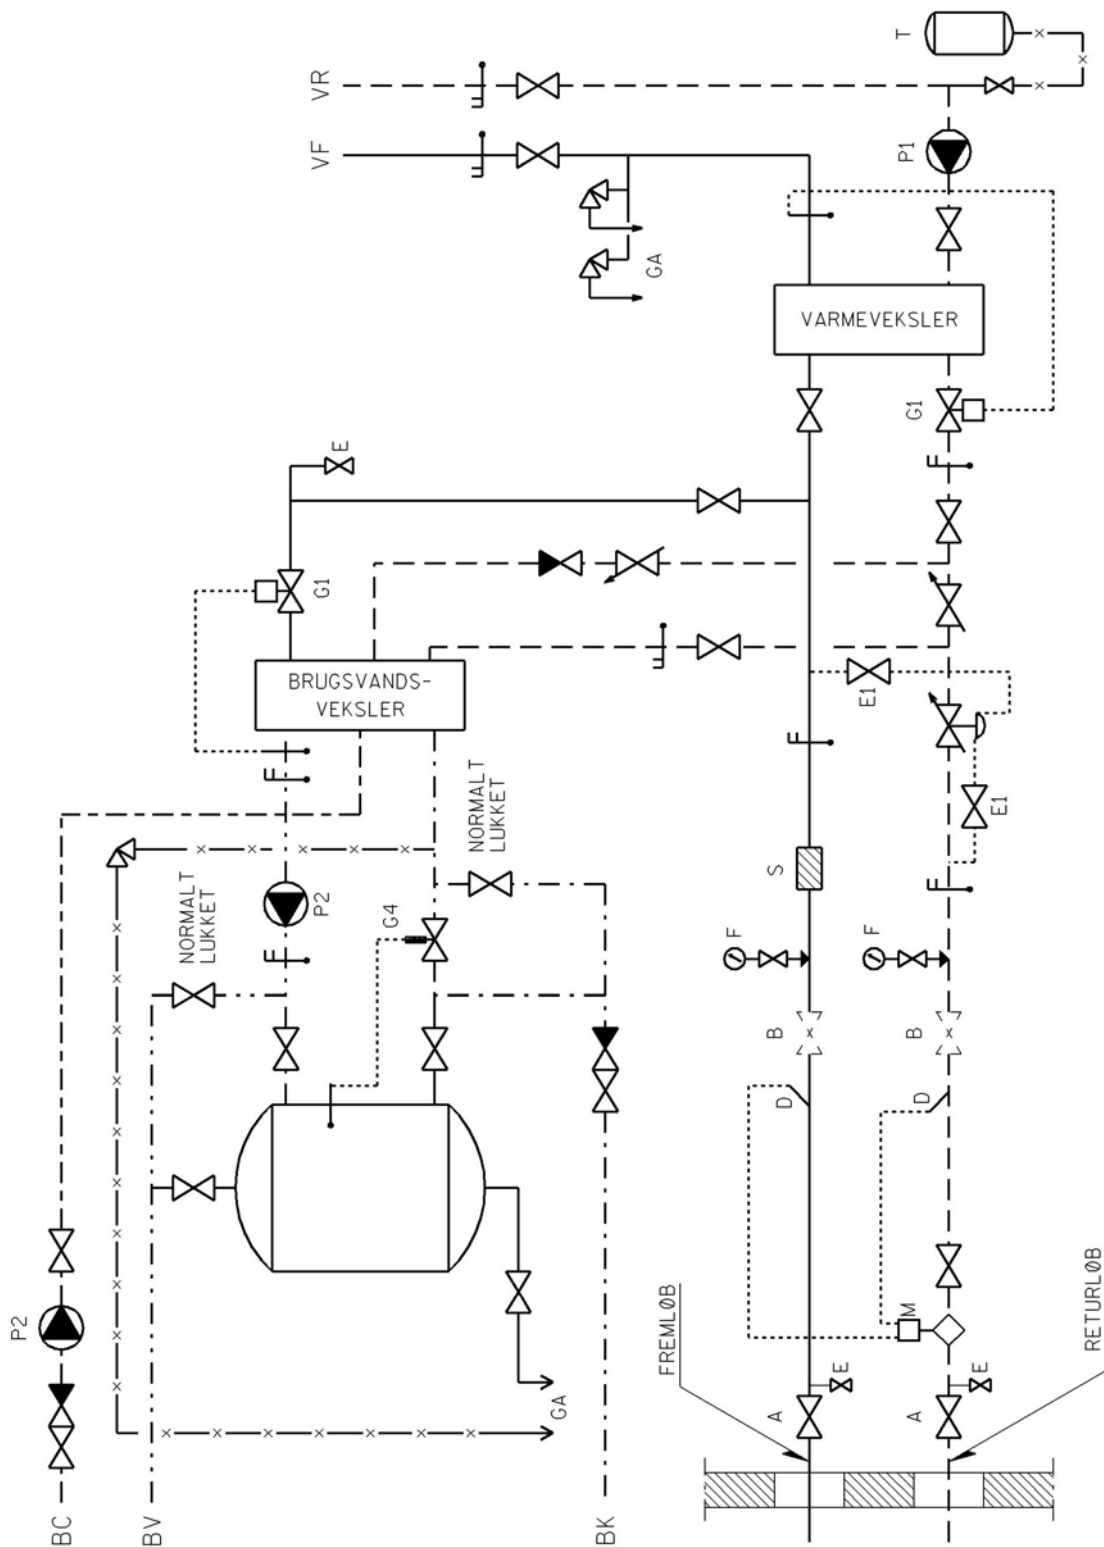 T
VR
VF
P1
GA
VARMEVEKSLER
G1
E
G1
BRUGSVANDS-
VEKSLER
E1
NORMALT
LUKKET
E1
NORMALT
LUKKET
S
P2
G4
F
F
B
B
D
D
M
P2
FREMLØB
RETURLØB
GA
E
E
A
A
BC
BV
BK